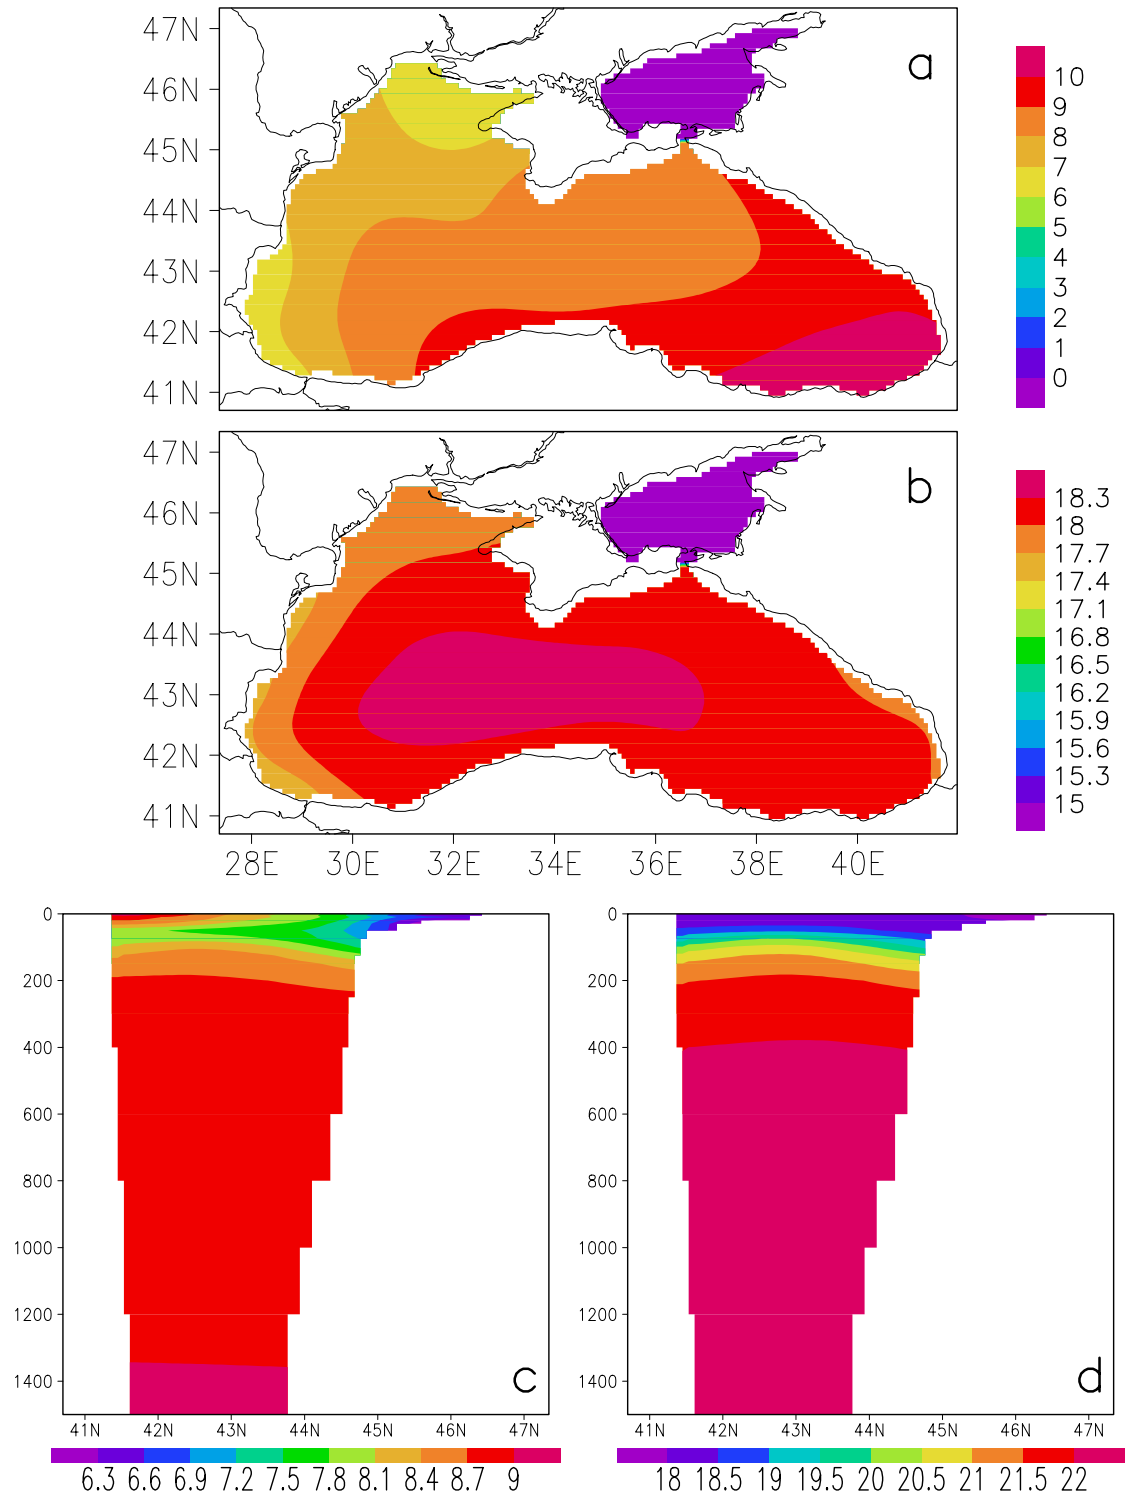 47N
46N
45N
44N
43N
42N
41N
a
10
9
8
7
6
5
4
3
2
1
0
47N
46N
45N
44N
43N
42N
41N
b
18.3
18
17.7
17.4
17.1
16.8
16.5
16.2
15.9
15.6
15.3
15
28E 30E 32E 34E 36E 38E 40E
0
200
400
600
800
1000
1200
1400
c
41N 42N 43N 44N 45N 46N 47N
6.3 6.6 6.9 7.2 7.5 7.8 8.1 8.4 8.7 9
0
200
400
600
800
1000
1200
1400
d
41N 42N 43N 44N 45N 46N 47N
18 18.5 19 19.5 20 20.5 21 21.5 22